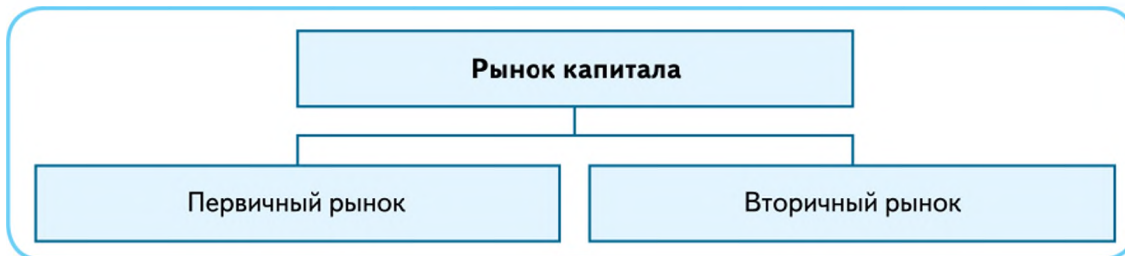 Рынок капитала
Первичный рынок
Вторичный рынок